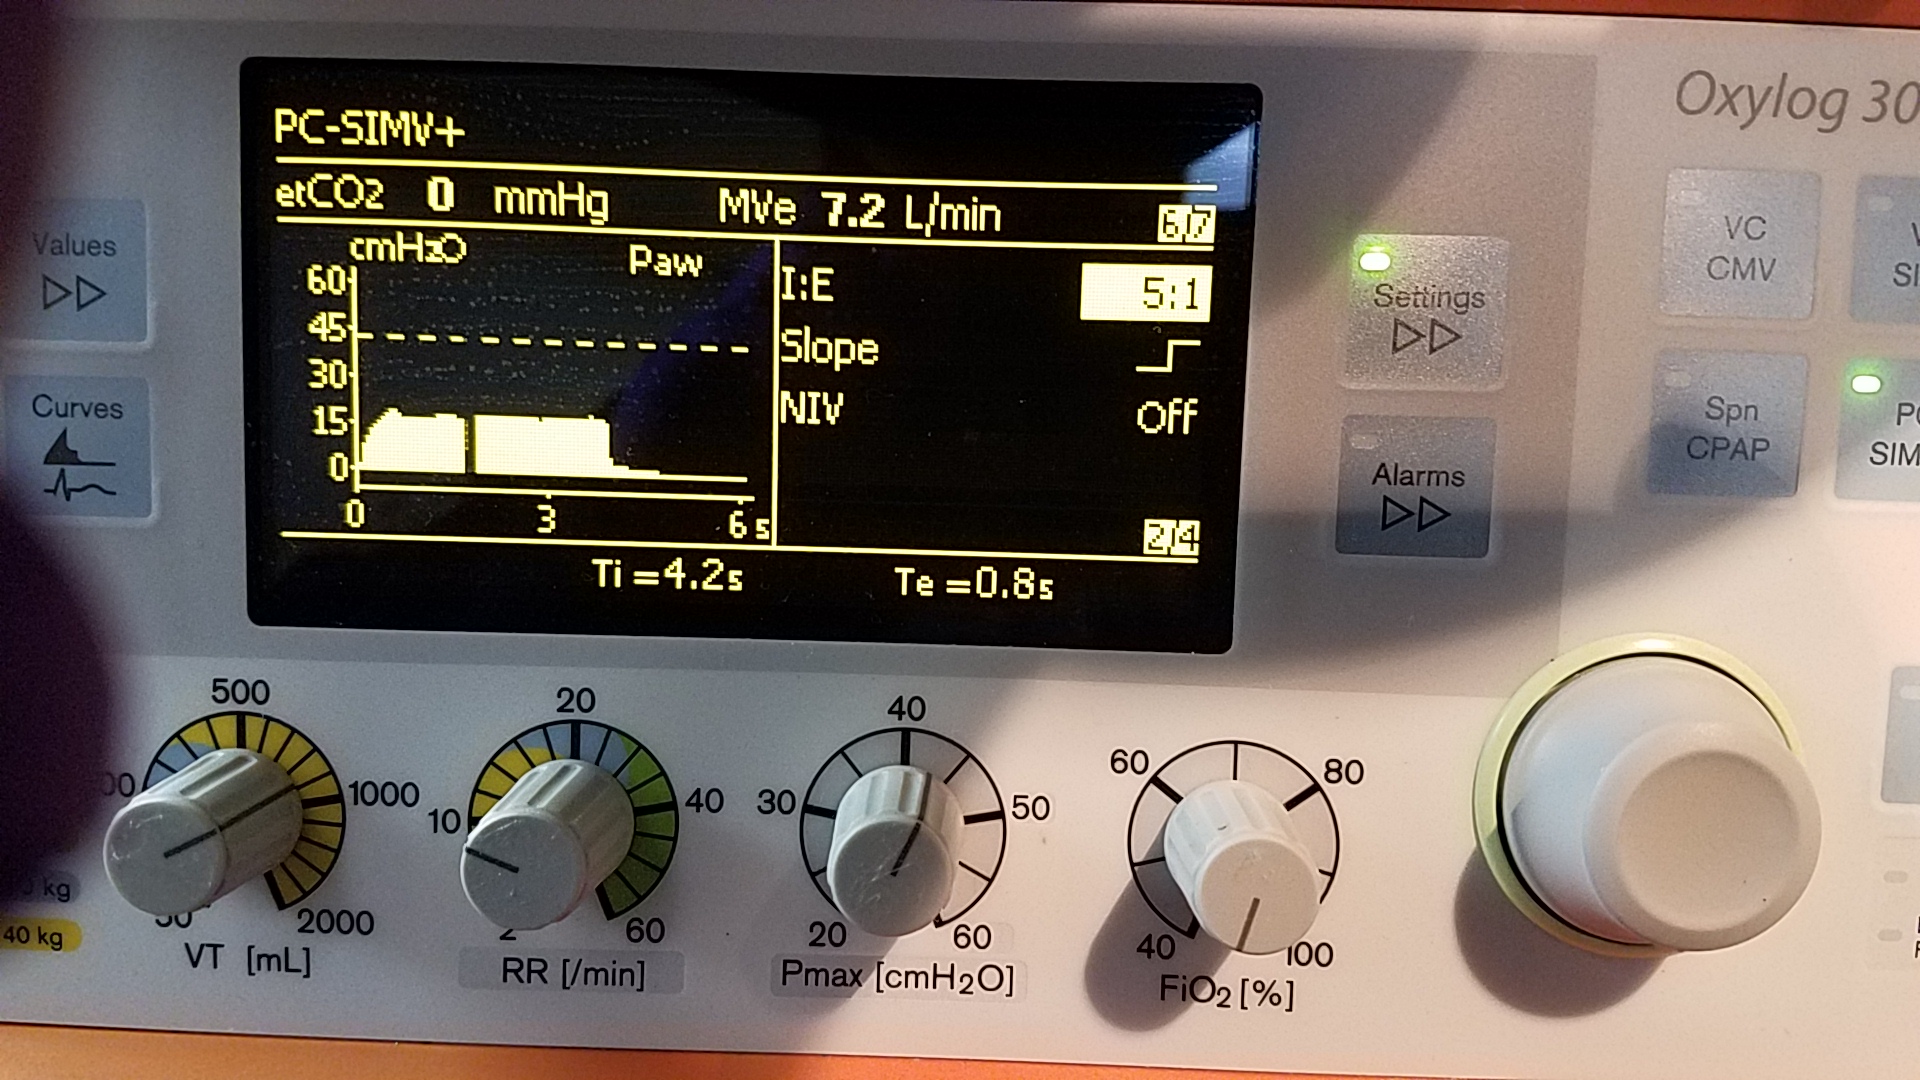 PC-SIMV+
etCO2 0 mmHg MVe 7.2 L/min 6/7
cmH2O Paw
60
45
30
15
0
0 3 6 s
I:E 5:1
Slope
NIV Off
2/4
Ti =4.2s Te =0.8s
Values
Curves
Settings
Alarms
Oxylog 30
VC
CMV
Spn
CPAP
500
1000
2000
VT [mL]
40 kg
kg
20
10
40
2
60
RR [/min]
40
30
50
20
60
Pmax [cmH2O]
60
80
40
100
FiO2 [%]